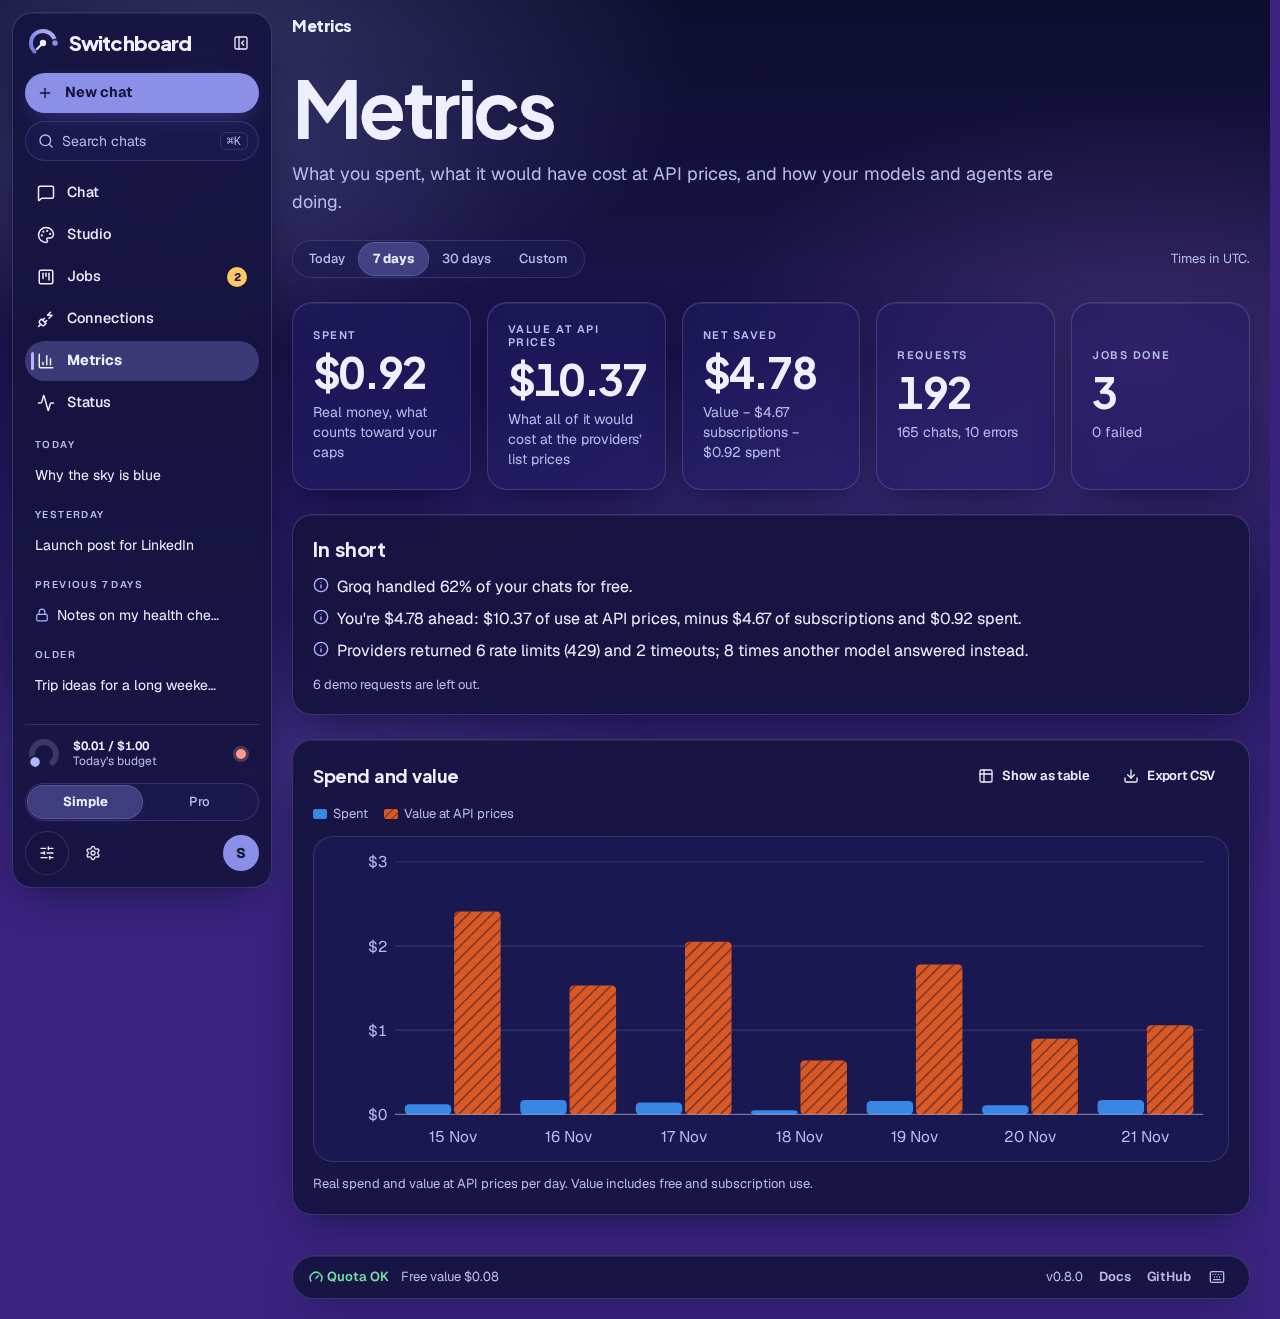 Switchboard
New chat
Search chats ⌘K
Chat
Studio
Jobs 2
Connections
Metrics
Status
TODAY
Why the sky is blue
YESTERDAY
Launch post for LinkedIn
PREVIOUS 7 DAYS
Notes on my health che...
OLDER
Trip ideas for a long weeke...
$0.01 / $1.00
Today's budget
Simple Pro
S
Metrics
Metrics
What you spent, what it would have cost at API prices, and how your models and agents are
doing.
Today 7 days 30 days Custom Times in UTC.
SPENT
$0.92
Real money, what
counts toward your
caps
VALUE AT API
PRICES
$10.37
What all of it would
cost at the providers'
list prices
NET SAVED
$4.78
Value − $4.67
subscriptions −
$0.92 spent
REQUESTS
192
165 chats, 10 errors
JOBS DONE
3
0 failed
In short
Groq handled 62% of your chats for free.
You're $4.78 ahead: $10.37 of use at API prices, minus $4.67 of subscriptions and $0.92 spent.
Providers returned 6 rate limits (429) and 2 timeouts; 8 times another model answered instead.
6 demo requests are left out.
Spend and value Show as table Export CSV
Spent Value at API prices
$3
$2
$1
$0
15 Nov 16 Nov 17 Nov 18 Nov 19 Nov 20 Nov 21 Nov
Real spend and value at API prices per day. Value includes free and subscription use.
Quota OK Free value $0.08 v0.8.0 Docs GitHub